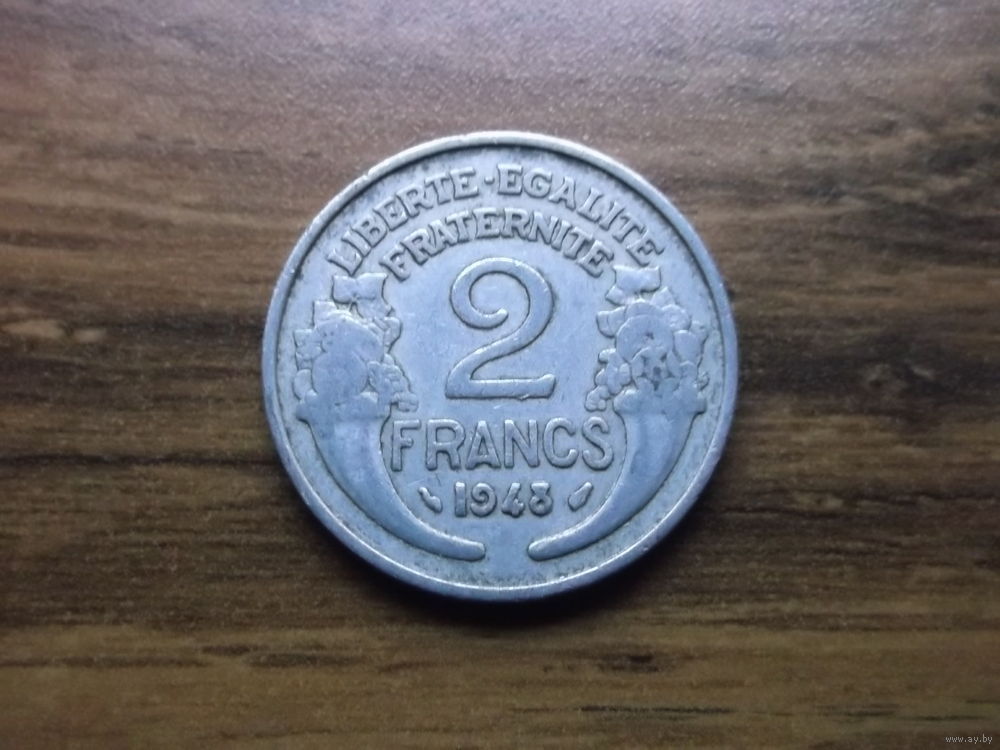 LIBERTE·EGALITE
FRATERNITE
2
FRANCS
1948
www.ay.by